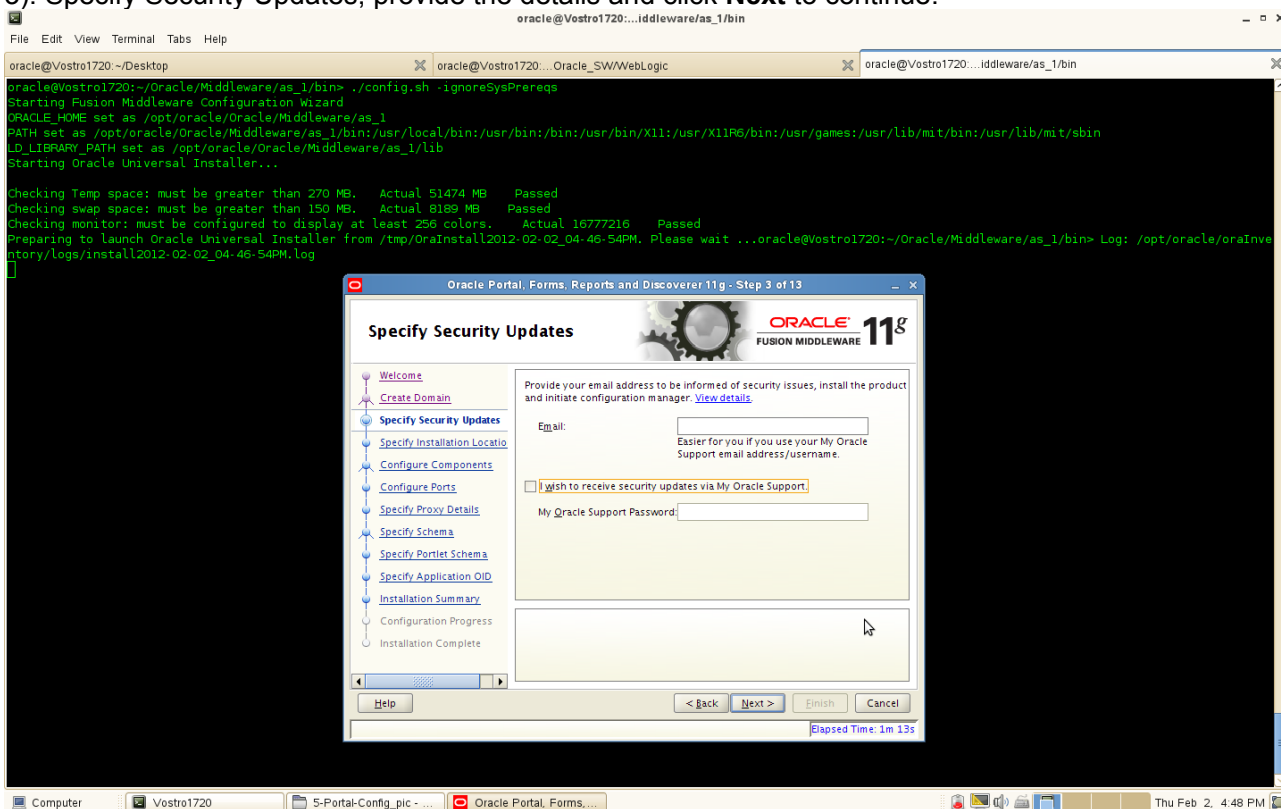 5). Specify Security Updates, provide the details and click Next to continue.
oracle@Vostro1720:...iddleware/as_1/bin
File Edit View Terminal Tabs Help
oracle@Vostro1720:~/Desktop
oracle@Vostro1720:...Oracle_SW/WebLogic
oracle@Vostro1720:...iddleware/as_1/bin
oracle@Vostro1720:~/Oracle/Middleware/as_1/bin> ./config.sh -ignoreSysPrereqs
Starting Fusion Middleware Configuration Wizard
ORACLE_HOME set as /opt/oracle/Oracle/Middleware/as_1
PATH set as /opt/oracle/Oracle/Middleware/as_1/bin:/usr/local/bin:/usr/bin:/bin:/usr/bin/X11:/usr/X11R6/bin:/usr/games:/usr/lib/mit/bin:/usr/lib/mit/sbin
LD_LIBRARY_PATH set as /opt/oracle/Oracle/Middleware/as_1/lib
Starting Oracle Universal Installer...
Checking Temp space: must be greater than 270 MB. Actual 51474 MB Passed
Checking swap space: must be greater than 150 MB. Actual 8189 MB Passed
Checking monitor: must be configured to display at least 256 colors. Actual 16777216 Passed
Preparing to launch Oracle Universal Installer from /tmp/OraInstall2012-02-02_04-46-54PM. Please wait ...oracle@Vostro1720:~/Oracle/Middleware/as_1/bin> Log: /opt/oracle/oraInve
ntory/logs/install2012-02-02_04-46-54PM.log
Oracle Portal, Forms, Reports and Discoverer 11g - Step 3 of 13
Specify Security Updates
ORACLE
FUSION MIDDLEWARE
11g
Welcome
Create Domain
Specify Security Updates
Specify Installation Locatio
Configure Components
Configure Ports
Specify Proxy Details
Specify Schema
Specify Portlet Schema
Specify Application OID
Installation Summary
Configuration Progress
Installation Complete
Provide your email address to be informed of security issues, install the product
and initiate configuration manager. View details.
Email:
Easier for you if you use your My Oracle
Support email address/username.
I wish to receive security updates via My Oracle Support.
My Oracle Support Password:
Help
< Back
Next >
Finish
Cancel
Elapsed Time: 1m 13s
Computer
Vostro1720
5-Portal-Config_pic - ...
Oracle Portal, Forms,...
Thu Feb 2, 4:48 PM